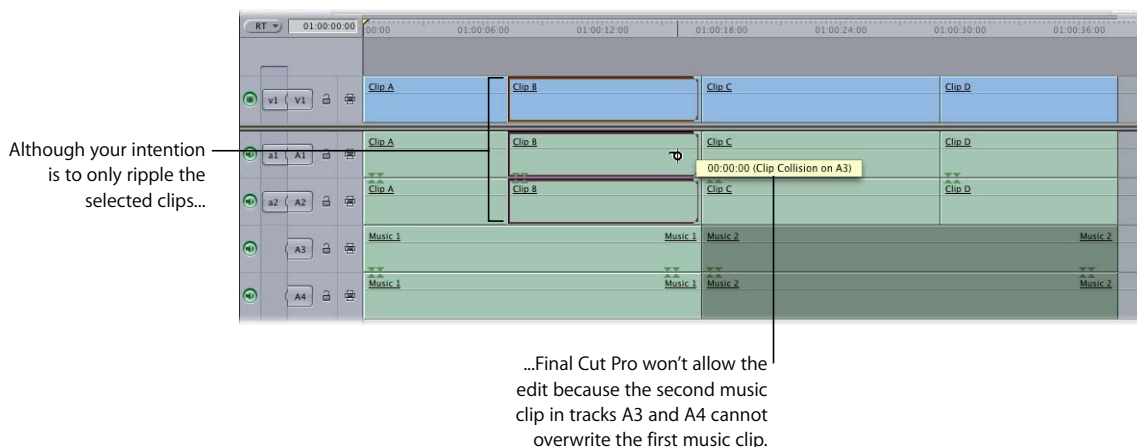 RT 01:00:00:00 00:00 01:00:06:00 01:00:12:00 01:00:18:00 01:00:24:00 01:00:30:00 01:00:36:00
v1 V1 Clip A Clip B Clip C Clip D
Although your intention
is to only ripple the
selected clips...
a1 A1 Clip A Clip B Clip C Clip D
00:00:00 (Clip Collision on A3)
a2 A2 Clip A Clip B Clip C Clip D
A3 Music 1 Music 1 Music 2 Music 2
A4 Music 1 Music 1 Music 2 Music 2
...Final Cut Pro won’t allow the
edit because the second music
clip in tracks A3 and A4 cannot
overwrite the first music clip.